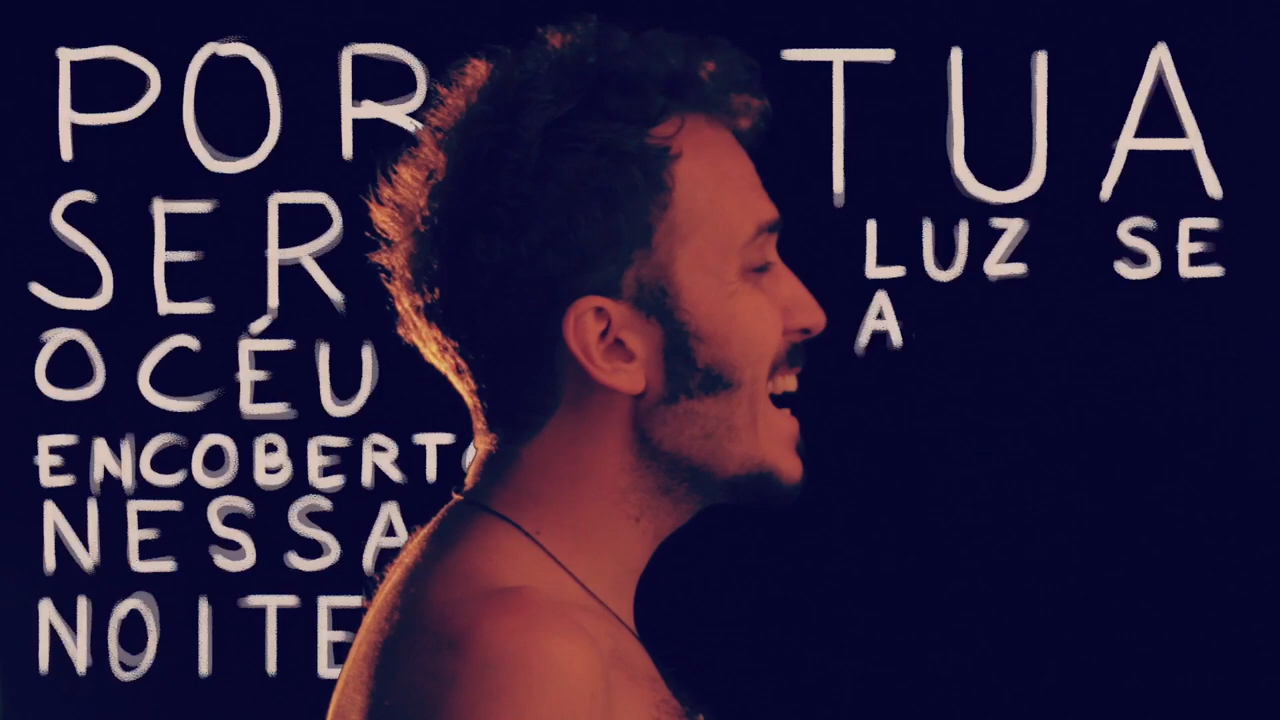 POR TUA
SER LUZ SE
O CÉU A
ENCOBERTO
NESSA
NOITE